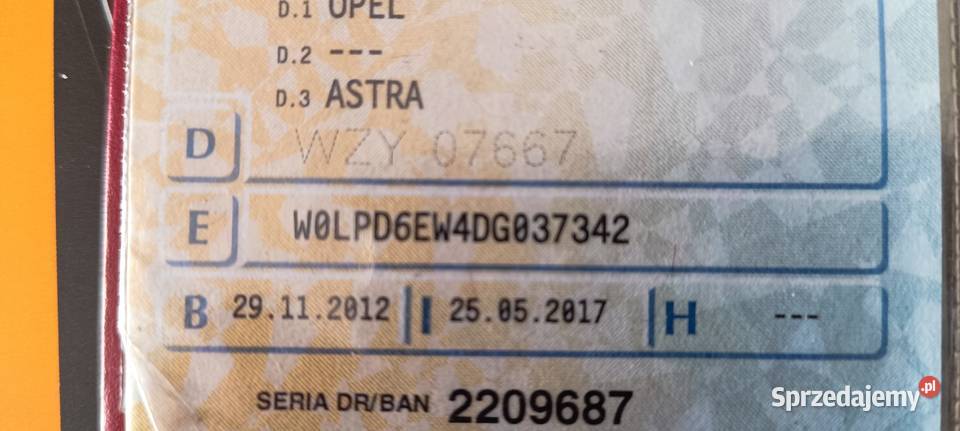 D.1 OPEL
D.2 ---
D.3 ASTRA
D WZY 07667
E W0LPD6EW4DG037342
B 29.11.2012 I 25.05.2017 H ---
SERIA DR/BAN 2209687
Sprzedajemy.pl